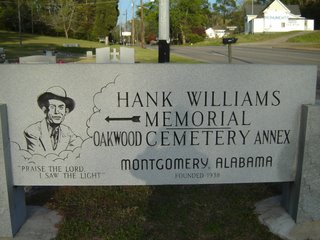 HANK WILLIAMS
MEMORIAL
OAKWOOD CEMETERY ANNEX
MONTGOMERY, ALABAMA
FOUNDED 1938
"PRAISE THE LORD
I SAW THE LIGHT"